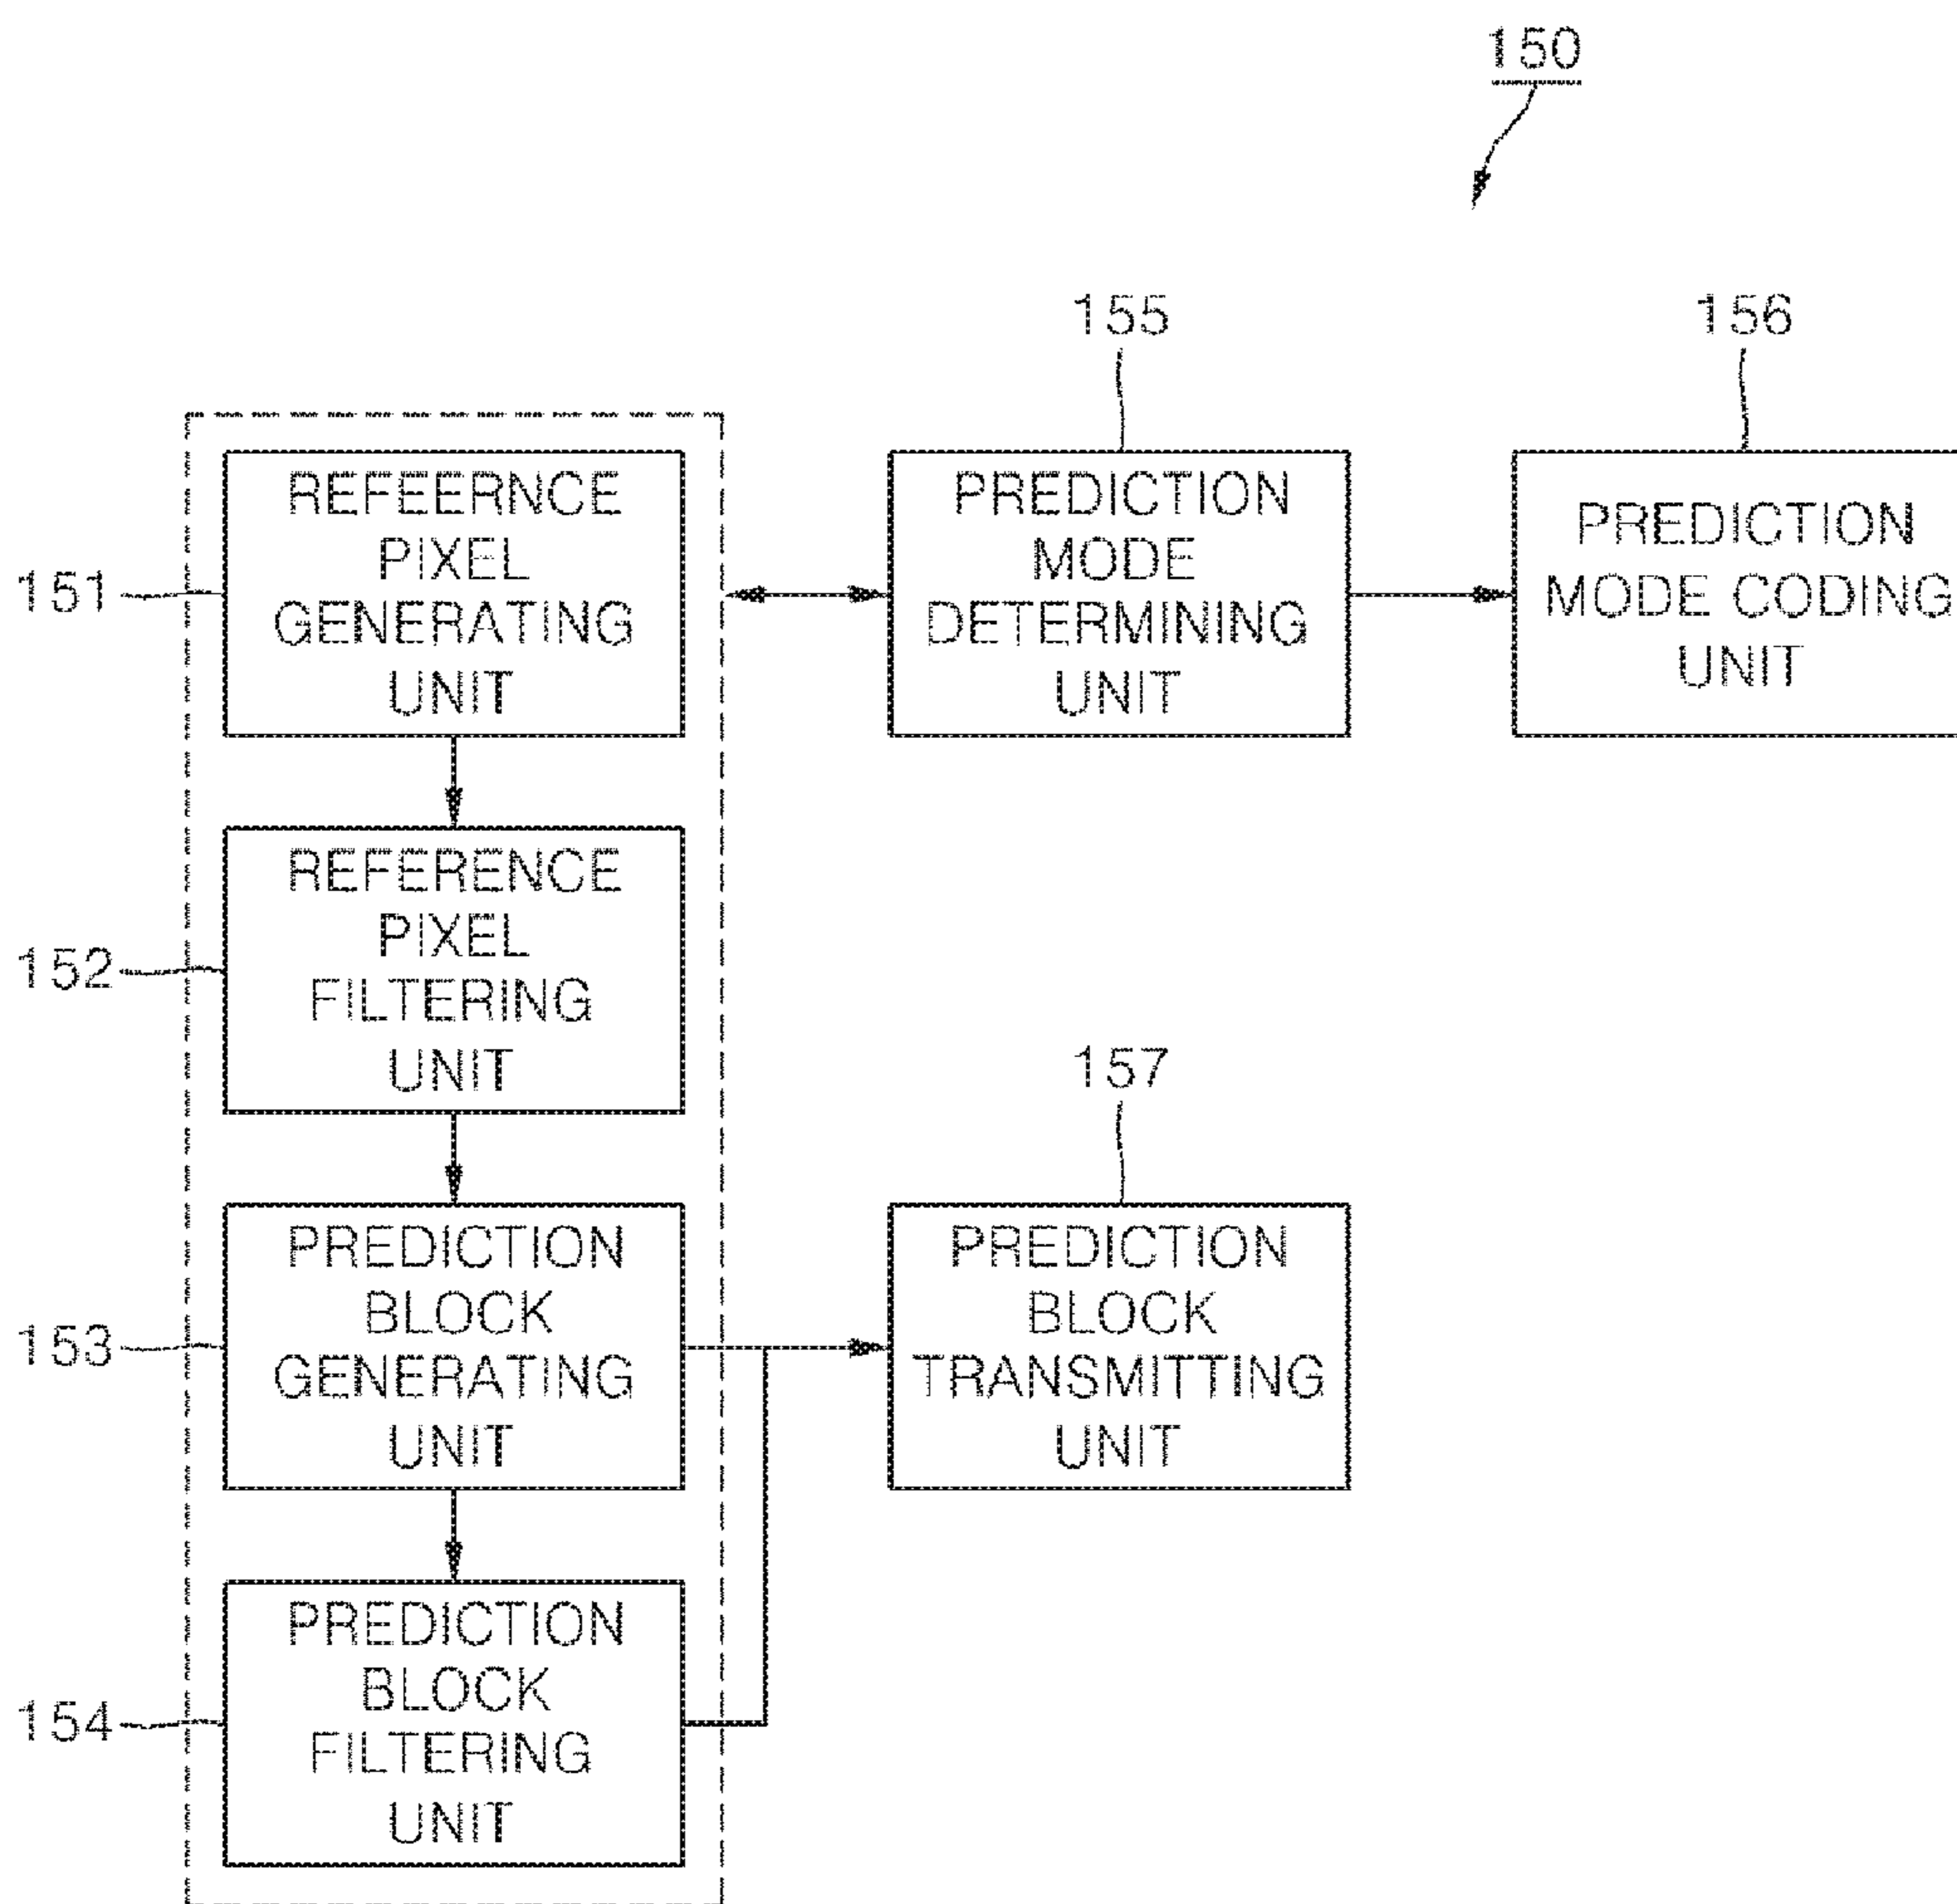 150
155
156
151
REFEERNCE
PIXEL
GENERATING
UNIT
PREDICTION
MODE
DETERMINING
UNIT
PREDICTION
MODE CODING
UNIT
152
REFERENCE
PIXEL
FILTERING
UNIT
157
153
PREDICTION
BLOCK
GENERATING
UNIT
PREDICTION
BLOCK
TRANSMITTING
UNIT
154
PREDICTION
BLOCK
FILTERING
UNIT